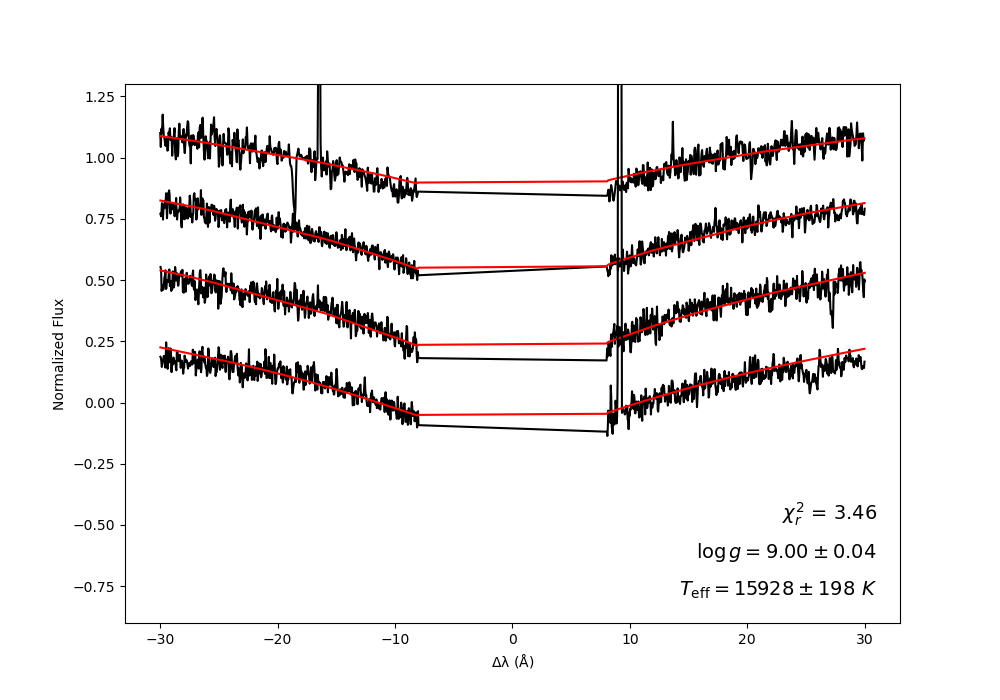 1.25
1.00
0.75
0.50
0.25
0.00
−0.25
−0.50
−0.75
Normalized Flux
χ²ᵣ = 3.46
log g = 9.00 ± 0.04
T_eff = 15928 ± 198 K
−30 −20 −10 0 10 20 30
Δλ (Å)